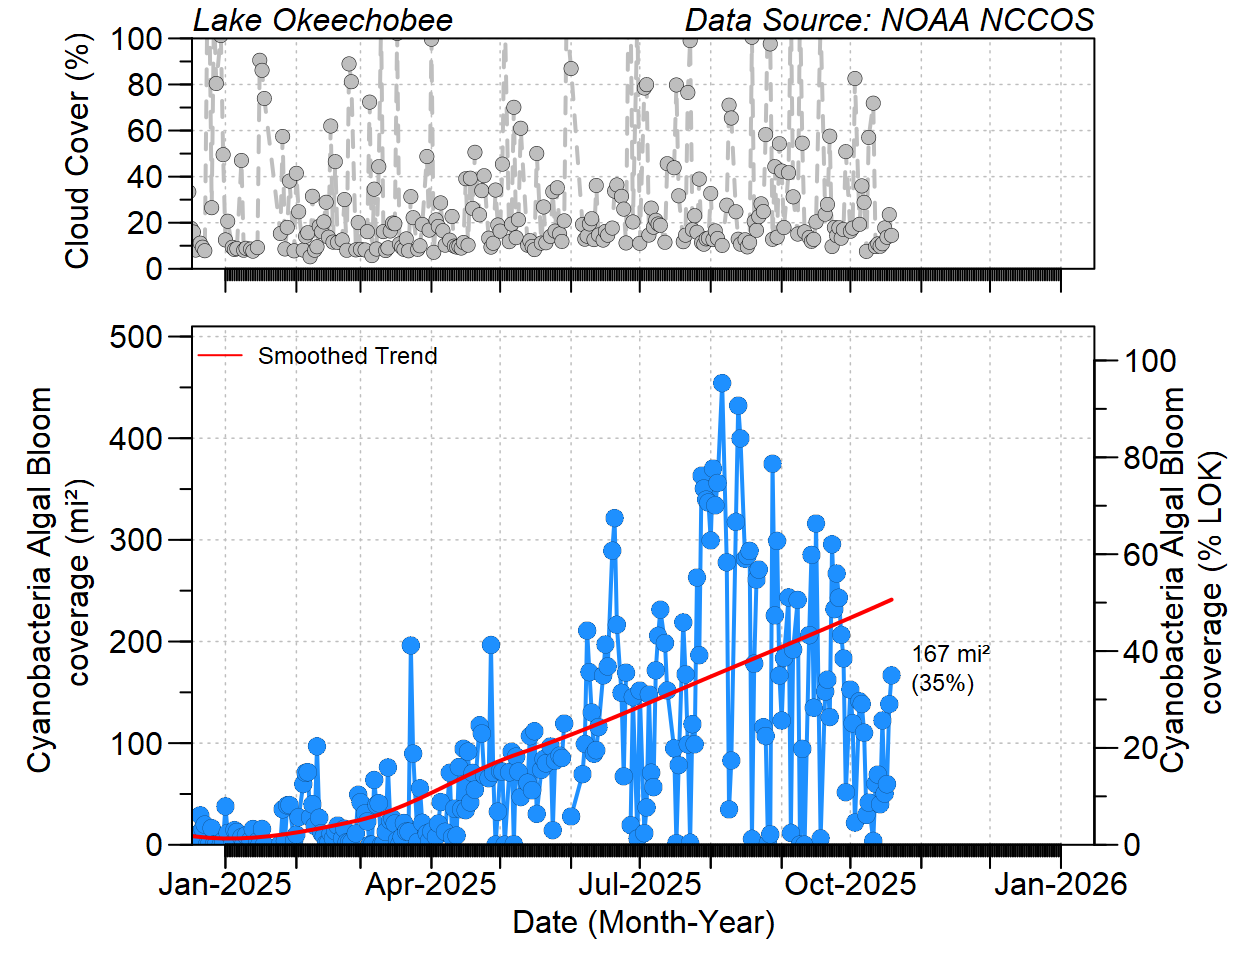 Lake Okeechobee
Data Source: NOAA NCCOS
Cloud Cover (%)
100
80
60
40
20
0
Smoothed Trend
Cyanobacteria Algal Bloom
coverage (mi²)
500
400
300
200
100
0
Cyanobacteria Algal Bloom
coverage (% LOK)
100
80
60
40
20
0
167 mi²
(35%)
Jan-2025
Apr-2025
Jul-2025
Oct-2025
Jan-2026
Date (Month-Year)